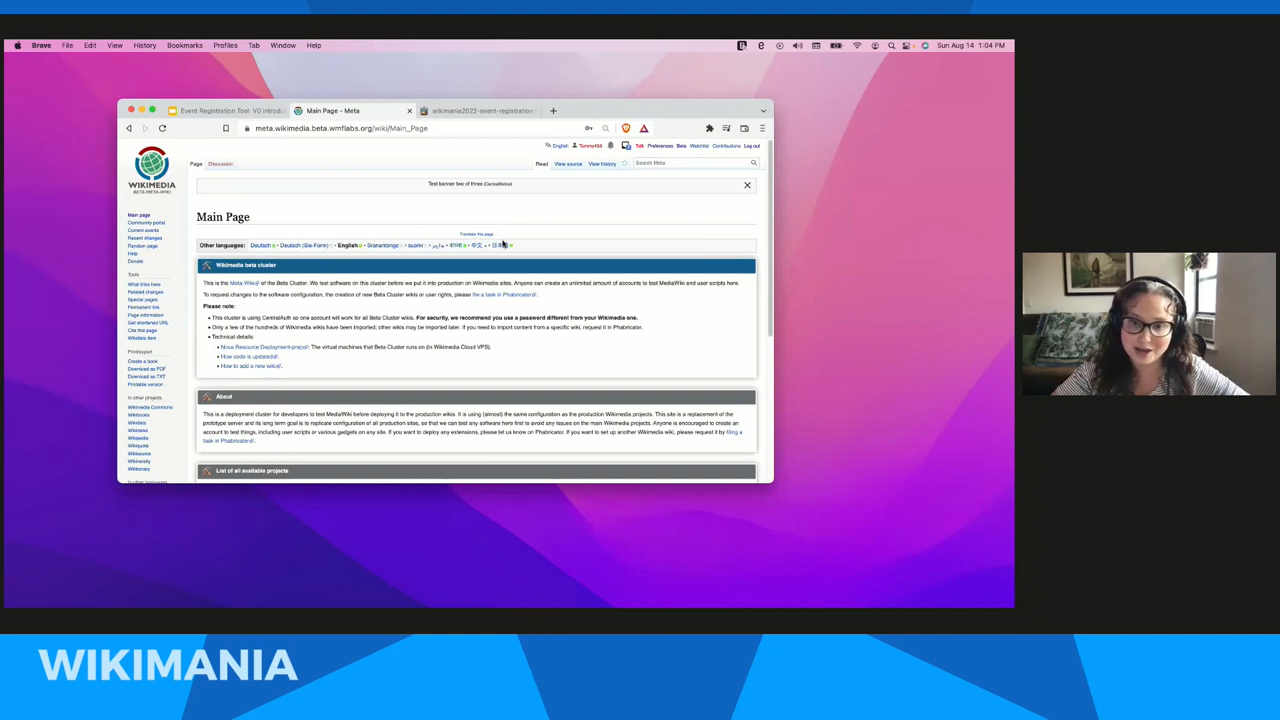 Brave File Edit View History Bookmarks Profiles Tab Window Help
Sun Aug 14 1:04 PM
Event Registration Tool: V0 introdu
Main Page - Meta
wikimania2022-event-registration
meta.wikimedia.beta.wmflabs.org/wiki/Main_Page
English Tommy438 Talk Preferences Beta Watchlist Contributions Log out
Page Discussion
Read View source View history
Search Meta
WIKIMEDIA
BETA-META-WIKI
Test banner two of three (CentralNotice)
Main Page
Translate this page
Other languages: Deutsch • Deutsch (Sie-Form) • English • Sranantongo • suomi • বাংলা • 中文 •
Main page
Community portal
Current events
Recent changes
Random page
Help
Donate
Tools
What links here
Related changes
Special pages
Permanent link
Page information
Get shortened URL
Cite this page
Wikidata item
Print/export
Create a book
Download as PDF
Download as TXT
Printable version
In other projects
Wikimedia Commons
Wikibooks
Wikidata
Wikinews
Wikipedia
Wikiquote
Wikisource
Wikiversity
Wiktionary
In other languages
Wikimedia beta cluster
This is the Meta-Wiki of the Beta Cluster. We test software on this cluster before we put it into production on Wikimedia sites. Anyone can create an unlimited amount of accounts to test MediaWiki and user scripts here.
To request changes to the software configuration, the creation of new Beta Cluster wikis or user rights, please file a task in Phabricator.
Please note:
• This cluster is using CentralAuth so one account will work for all Beta Cluster wikis. For security, we recommend you use a password different from your Wikimedia one.
• Only a few of the hundreds of Wikimedia wikis have been imported; other wikis may be imported later. If you need to import content from a specific wiki, request it in Phabricator.
• Technical details:
• Nova Resource:Deployment-prep: The virtual machines that Beta Cluster runs on (in Wikimedia Cloud VPS).
• How code is updated.
• How to add a new wiki.
About
This is a deployment cluster for developers to test MediaWiki before deploying it to the production wikis. It is using (almost) the same configuration as the production Wikimedia projects. This site is a replacement of the
prototype server and its long term goal is to replicate the configuration of all production sites, so that we can test any software here first to avoid any issues on the main Wikimedia projects. Anyone is encouraged to create an
account to test things, including user scripts or various gadgets on any site. If you want to deploy any extensions, please let us know on Phabricator. If you want to set up another Wikimedia wiki, please request it by filing a
task in Phabricator.
List of all available projects
WIKIMANIA